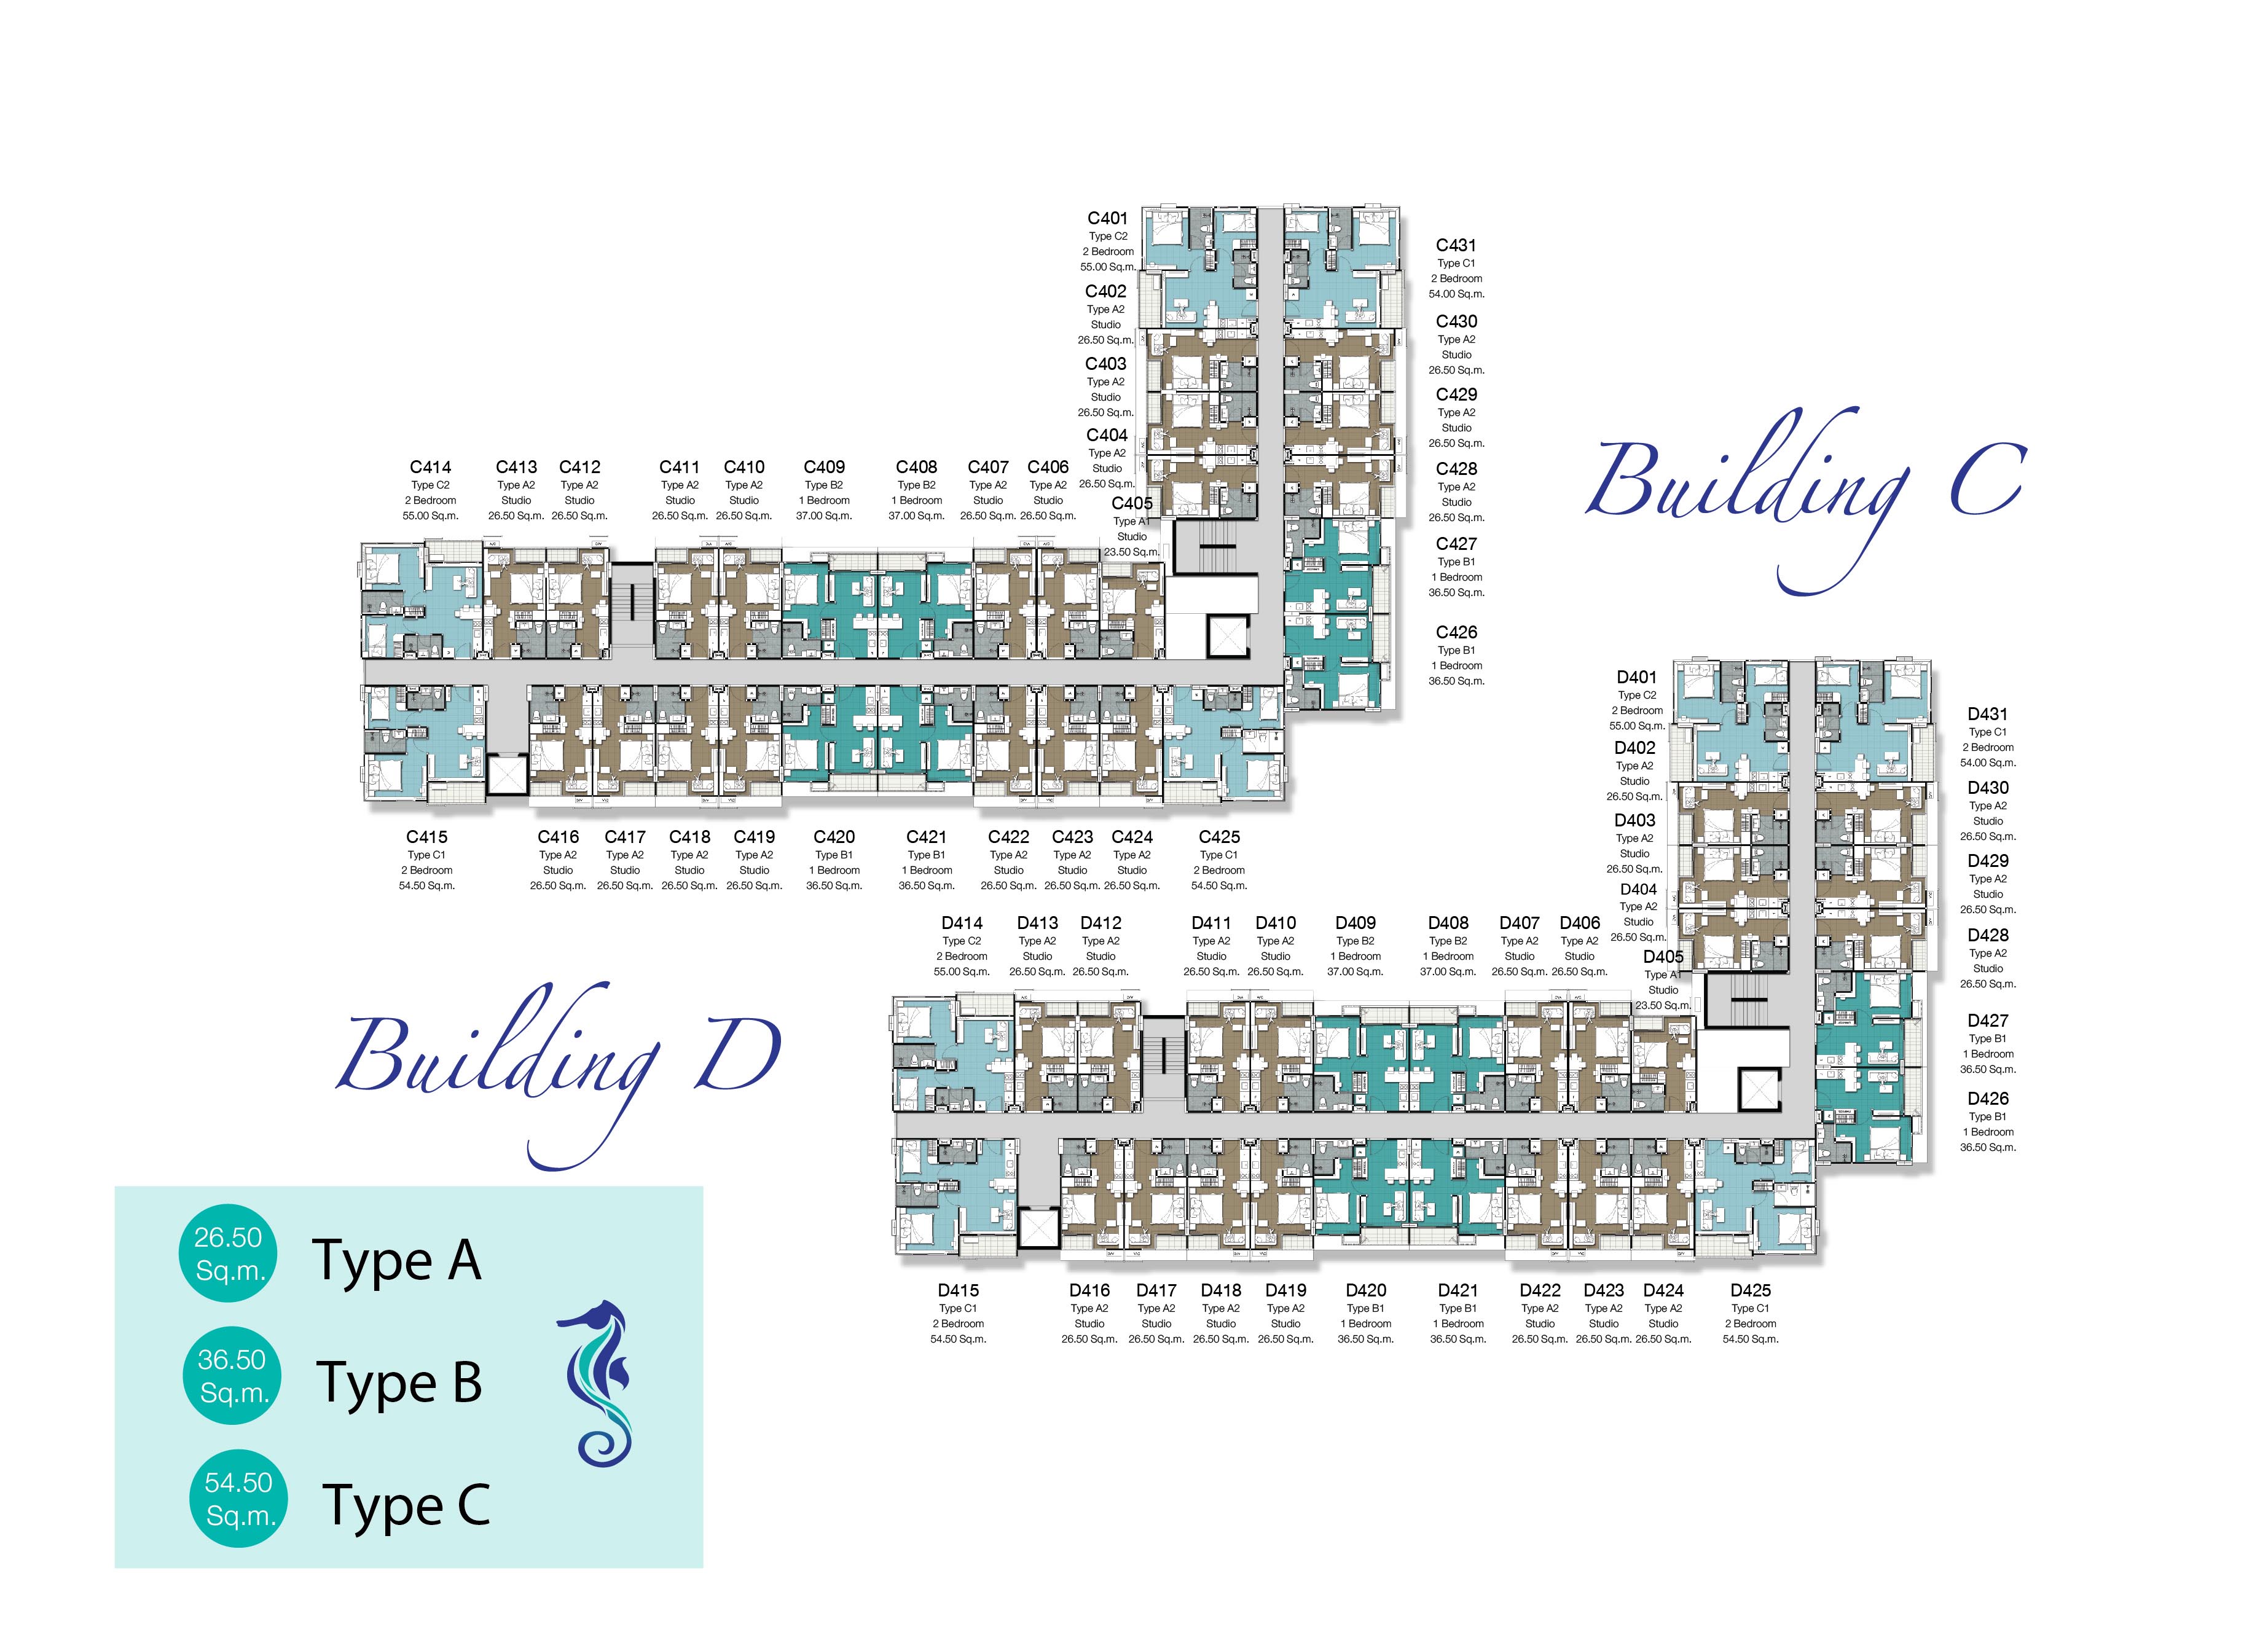 C401
Type C2
2 Bedroom
55.00 Sq.m.
C402
Type A2
Studio
26.50 Sq.m.
C403
Type A2
Studio
26.50 Sq.m.
C404
Type A2
Studio
26.50 Sq.m.
C405
Type A1
Studio
23.50 Sq.m.
C431
Type C1
2 Bedroom
54.00 Sq.m.
C430
Type A2
Studio
26.50 Sq.m.
C429
Type A2
Studio
26.50 Sq.m.
C428
Type A2
Studio
26.50 Sq.m.
C427
Type B1
1 Bedroom
36.50 Sq.m.
C426
Type B1
1 Bedroom
36.50 Sq.m.
Building C
C414 C413 C412 C411 C410 C409 C408 C407 C406
Type C2 Type A2 Type A2 Type A2 Type A2 Type B2 Type B2 Type A2 Type A2
2 Bedroom Studio Studio Studio Studio 1 Bedroom 1 Bedroom Studio Studio
55.00 Sq.m. 26.50 Sq.m. 26.50 Sq.m. 26.50 Sq.m. 26.50 Sq.m. 37.00 Sq.m. 37.00 Sq.m. 26.50 Sq.m. 26.50 Sq.m.
C415 C416 C417 C418 C419 C420 C421 C422 C423 C424 C425
Type C1 Type A2 Type A2 Type A2 Type A2 Type B1 Type B1 Type A2 Type A2 Type A2 Type C1
2 Bedroom Studio Studio Studio Studio 1 Bedroom 1 Bedroom Studio Studio Studio 2 Bedroom
54.50 Sq.m. 26.50 Sq.m. 26.50 Sq.m. 26.50 Sq.m. 26.50 Sq.m. 36.50 Sq.m. 36.50 Sq.m. 26.50 Sq.m. 26.50 Sq.m. 26.50 Sq.m. 54.50 Sq.m.
D401
Type C2
2 Bedroom
55.00 Sq.m.
D402
Type A2
Studio
26.50 Sq.m.
D403
Type A2
Studio
26.50 Sq.m.
D404
Type A2
Studio
26.50 Sq.m.
D405
Type A1
Studio
23.50 Sq.m.
D431
Type C1
2 Bedroom
54.00 Sq.m.
D430
Type A2
Studio
26.50 Sq.m.
D429
Type A2
Studio
26.50 Sq.m.
D428
Type A2
Studio
26.50 Sq.m.
D427
Type B1
1 Bedroom
36.50 Sq.m.
D426
Type B1
1 Bedroom
36.50 Sq.m.
D414 D413 D412 D411 D410 D409 D408 D407 D406
Type C2 Type A2 Type A2 Type A2 Type A2 Type B2 Type B2 Type A2 Type A2
2 Bedroom Studio Studio Studio Studio 1 Bedroom 1 Bedroom Studio Studio
55.00 Sq.m. 26.50 Sq.m. 26.50 Sq.m. 26.50 Sq.m. 26.50 Sq.m. 37.00 Sq.m. 37.00 Sq.m. 26.50 Sq.m. 26.50 Sq.m.
Building D
D415 D416 D417 D418 D419 D420 D421 D422 D423 D424 D425
Type C1 Type A2 Type A2 Type A2 Type A2 Type B1 Type B1 Type A2 Type A2 Type A2 Type C1
2 Bedroom Studio Studio Studio Studio 1 Bedroom 1 Bedroom Studio Studio Studio 2 Bedroom
54.50 Sq.m. 26.50 Sq.m. 26.50 Sq.m. 26.50 Sq.m. 26.50 Sq.m. 36.50 Sq.m. 36.50 Sq.m. 26.50 Sq.m. 26.50 Sq.m. 26.50 Sq.m. 54.50 Sq.m.
26.50
Sq.m.
Type A
36.50
Sq.m.
Type B
54.50
Sq.m.
Type C